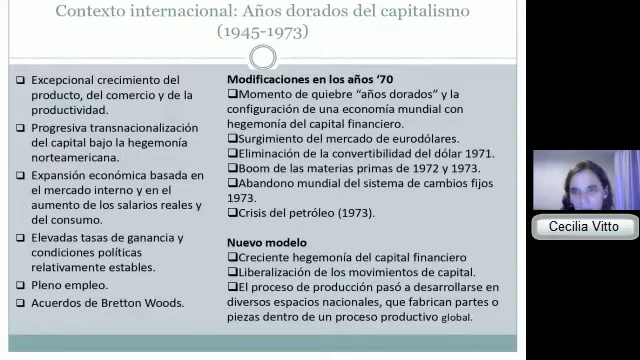 Contexto internacional: Años dorados del capitalismo
(1945-1973)
❑ Excepcional crecimiento del
producto, del comercio y de la
productividad.
❑ Progresiva transnacionalización
del capital bajo la hegemonía
norteamericana.
❑ Expansión económica basada en
el mercado interno y en el
aumento de los salarios reales y
del consumo.
❑ Elevadas tasas de ganancia y
condiciones políticas
relativamente estables.
❑ Pleno empleo.
❑ Acuerdos de Bretton Woods.
Modificaciones en los años ‘70
❑Momento de quiebre “años dorados” y la
configuración de una economía mundial con
hegemonía del capital financiero.
❑Surgimiento del mercado de eurodólares.
❑Eliminación de la convertibilidad del dólar 1971.
❑Boom de las materias primas de 1972 y 1973.
❑Abandono mundial del sistema de cambios fijos
1973.
❑Crisis del petróleo (1973).
Nuevo modelo
❑Creciente hegemonía del capital financiero
❑Liberalización de los movimientos de capital.
❑El proceso de producción pasó a desarrollarse en
diversos espacios nacionales, que fabrican partes o
piezas dentro de un proceso productivo global.
Cecilia Vitto